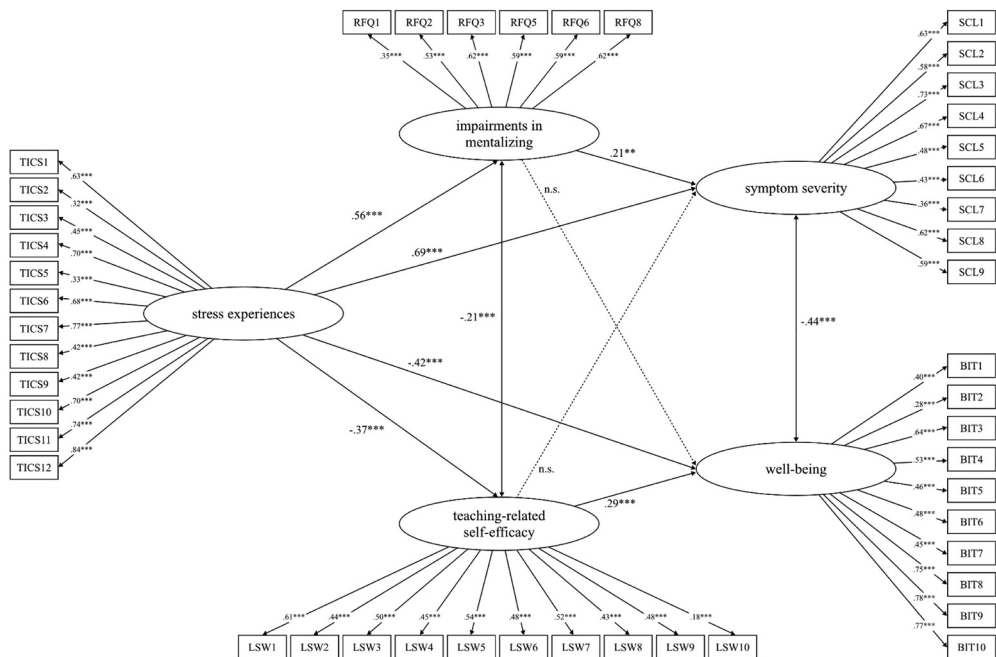 RFQ1 RFQ2 RFQ3 RFQ5 RFQ6 RFQ8
.35*** .53*** .62*** .59*** .59*** .62***
impairments in
mentalizing
SCL1
SCL2
SCL3
SCL4
SCL5
SCL6
SCL7
SCL8
SCL9
.63***
.58***
.73***
.67***
.48***
.43***
.36***
.62***
.59***
symptom severity
.21**
n.s.
TICS1
TICS2
TICS3
TICS4
TICS5
TICS6
TICS7
TICS8
TICS9
TICS10
TICS11
TICS12
.63***
.32***
.45***
.70***
.33***
.68***
.77***
.42***
.42***
.70***
.74***
.84***
stress experiences
.56***
.69***
-.21***
-.44***
-.42***
-.37***
n.s.
.29***
well-being
BIT1
BIT2
BIT3
BIT4
BIT5
BIT6
BIT7
BIT8
BIT9
BIT10
.40***
.28***
.64***
.53***
.46***
.48***
.45***
.75***
.78***
.77***
teaching-related
self-efficacy
.61*** .44*** .50*** .45*** .54*** .48*** .52*** .43*** .48*** .18***
LSW1 LSW2 LSW3 LSW4 LSW5 LSW6 LSW7 LSW8 LSW9 LSW10